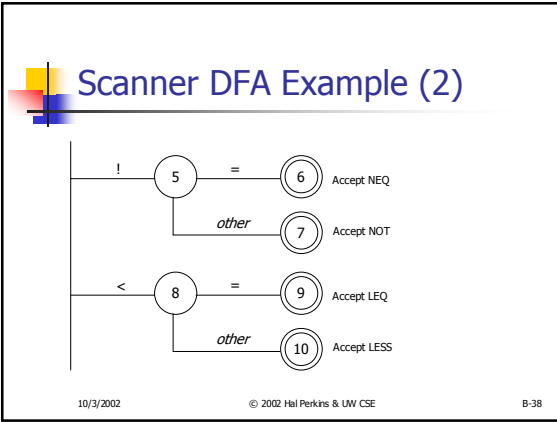 Scanner DFA Example (2)
! 5 = 6 Accept NEQ
other 7 Accept NOT
< 8 = 9 Accept LEQ
other 10 Accept LESS
10/3/2002 © 2002 Hal Perkins & UW CSE B-38